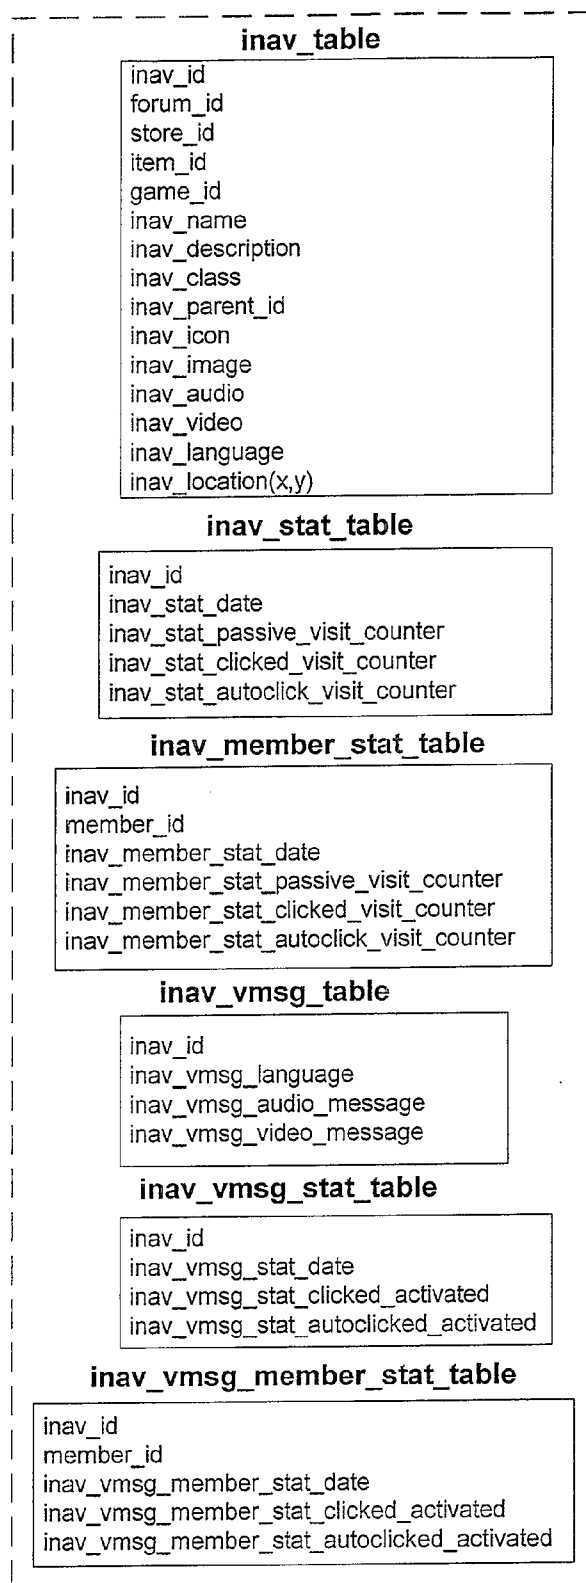 inav_table
inav_id
forum_id
store_id
item_id
game_id
inav_name
inav_description
inav_class
inav_parent_id
inav_icon
inav_image
inav_audio
inav_video
inav_language
inav_location(x,y)
inav_stat_table
inav_id
inav_stat_date
inav_stat_passive_visit_counter
inav_stat_clicked_visit_counter
inav_stat_autoclick_visit_counter
inav_member_stat_table
inav_id
member_id
inav_member_stat_date
inav_member_stat_passive_visit_counter
inav_member_stat_clicked_visit_counter
inav_member_stat_autoclick_visit_counter
inav_vmsg_table
inav_id
inav_vmsg_language
inav_vmsg_audio_message
inav_vmsg_video_message
inav_vmsg_stat_table
inav_id
inav_vmsg_stat_date
inav_vmsg_stat_clicked_activated
inav_vmsg_stat_autoclicked_activated
inav_vmsg_member_stat_table
inav_id
member_id
inav_vmsg_member_stat_date
inav_vmsg_member_stat_clicked_activated
inav_vmsg_member_stat_autoclicked_activated